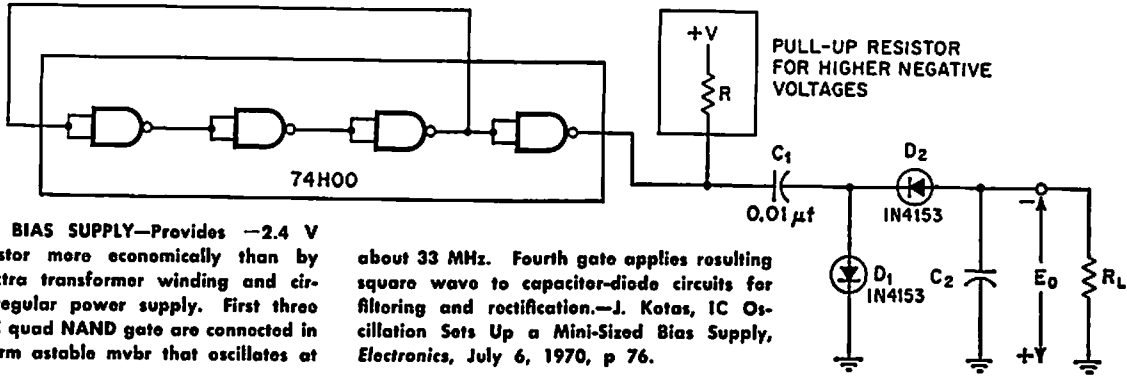 +V
R
PULL-UP RESISTOR
FOR HIGHER NEGATIVE
VOLTAGES
74H00
C1
0.01 μf
D2
IN4153
D1
IN4153
C2
−
E0
+
RL
BIAS SUPPLY—Provides −2.4 V
stor more economically than by
tra transformer winding and cir-
egular power supply. First three
quad NAND gate are connected in
rm astable mvbr that oscillates at
about 33 MHz. Fourth gate applies resulting
square wave to capacitor-diode circuits for
filtering and rectification.—J. Kotas, IC Os-
cillation Sets Up a Mini-Sized Bias Supply,
Electronics, July 6, 1970, p 76.